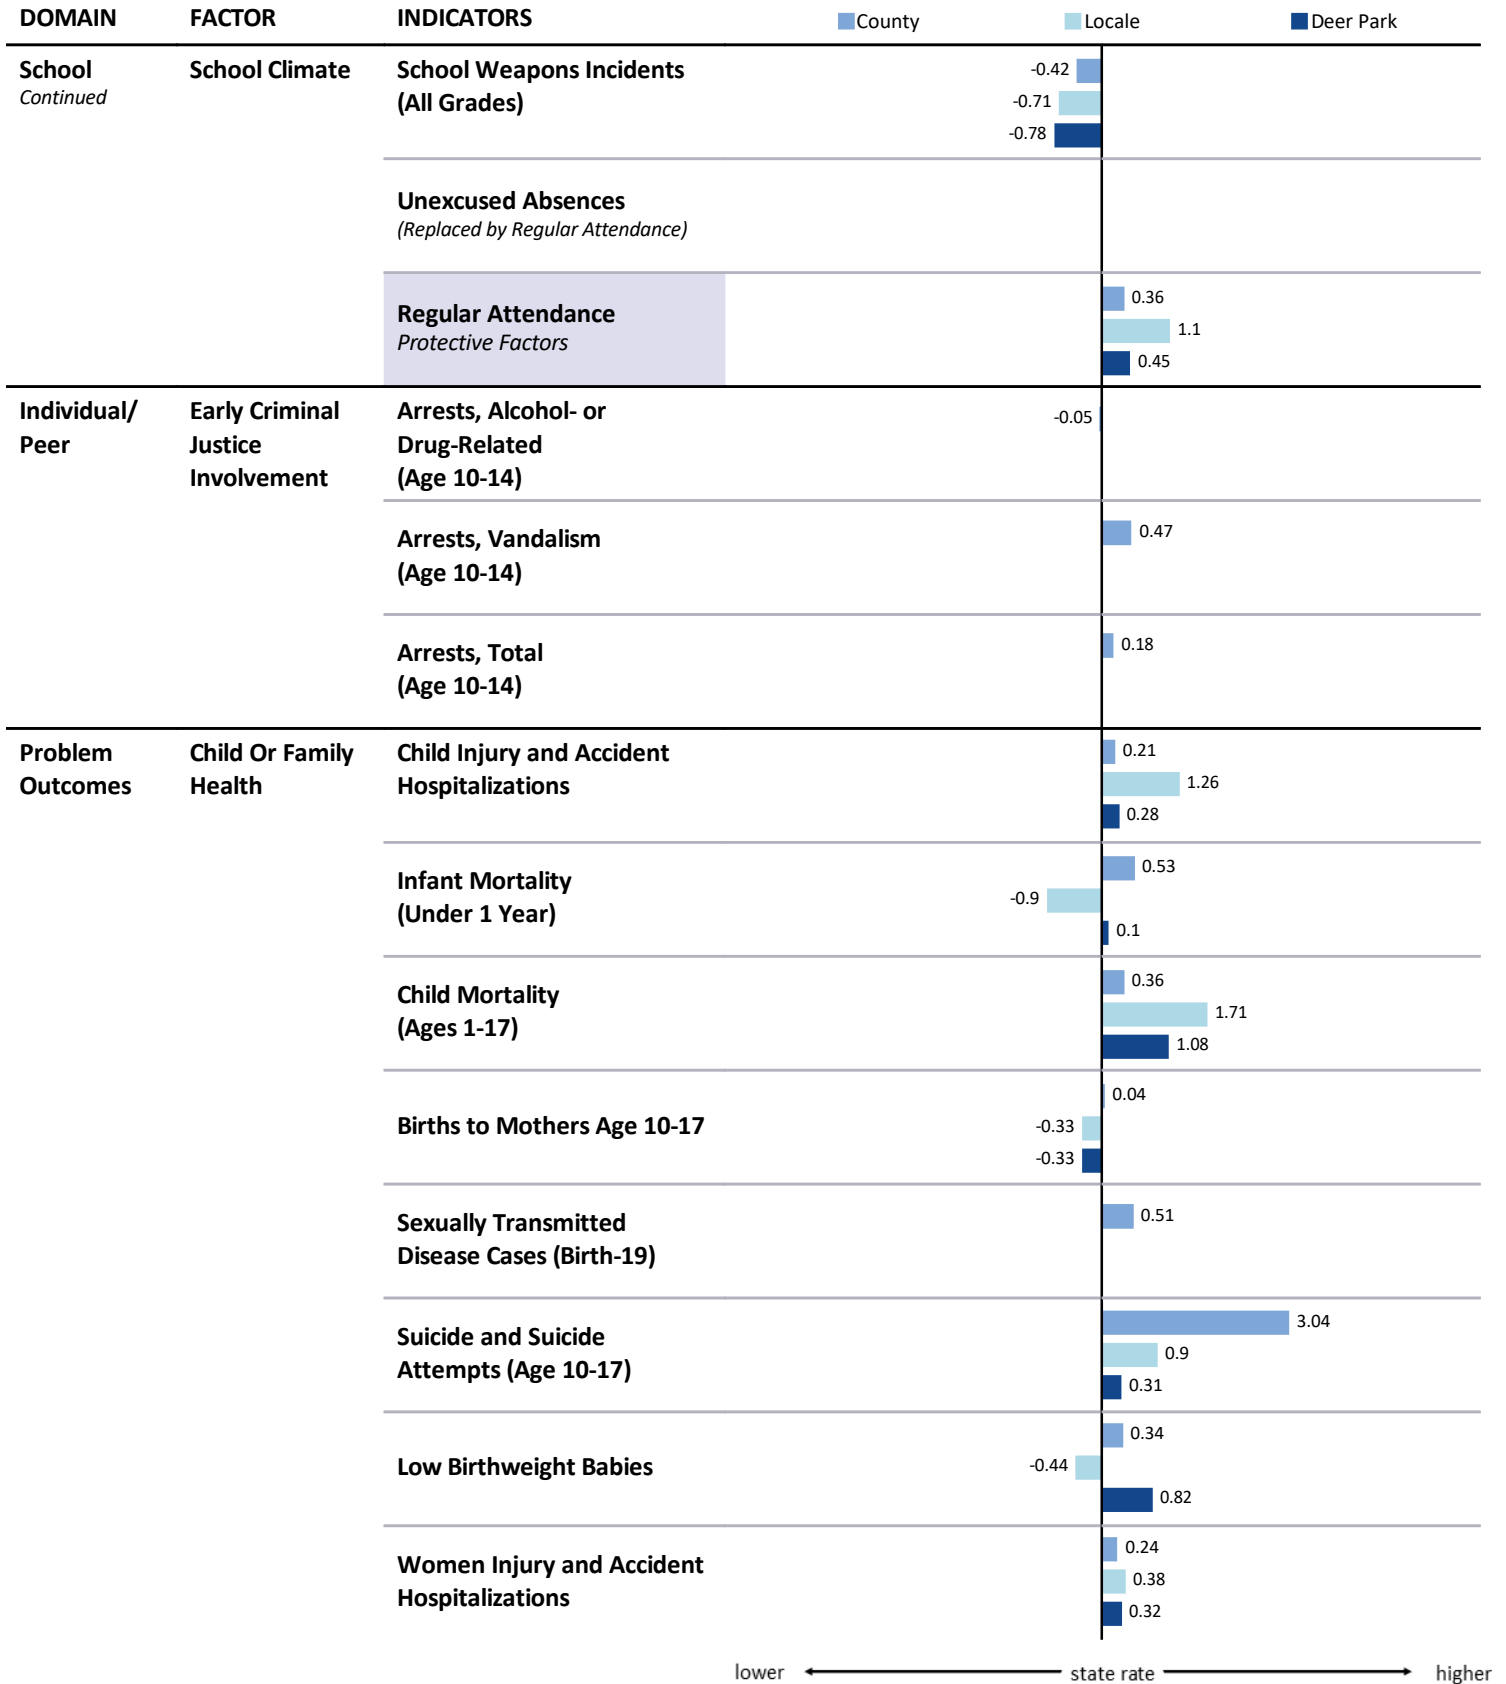 DOMAIN FACTOR INDICATORS County Locale Deer Park
School School Climate School Weapons Incidents
Continued (All Grades)
-0.42
-0.71
-0.78
Unexcused Absences
(Replaced by Regular Attendance)
Regular Attendance
Protective Factors
0.36
1.1
0.45
Individual/ Early Criminal Arrests, Alcohol- or
Peer Justice Drug-Related
Involvement (Age 10-14)
-0.05
Arrests, Vandalism
(Age 10-14)
0.47
Arrests, Total
(Age 10-14)
0.18
Problem Child Or Family Child Injury and Accident
Outcomes Health Hospitalizations
0.21
1.26
0.28
Infant Mortality
(Under 1 Year)
0.53
-0.9
0.1
Child Mortality
(Ages 1-17)
0.36
1.71
1.08
Births to Mothers Age 10-17
0.04
-0.33
-0.33
Sexually Transmitted
Disease Cases (Birth-19)
0.51
Suicide and Suicide
Attempts (Age 10-17)
3.04
0.9
0.31
Low Birthweight Babies
0.34
-0.44
0.82
Women Injury and Accident
Hospitalizations
0.24
0.38
0.32
lower state rate higher